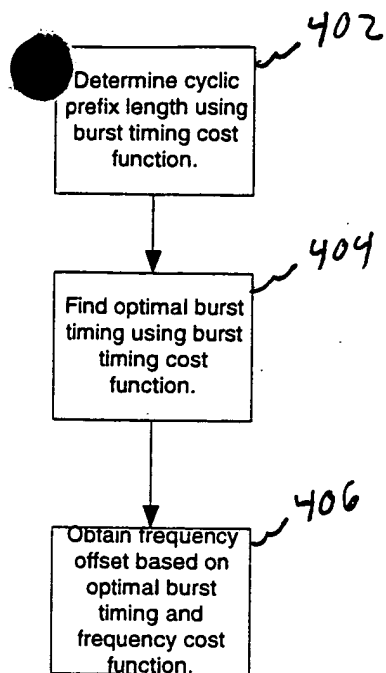 402
Determine cyclic
prefix length using
burst timing cost
function.
404
Find optimal burst
timing using burst
timing cost
function.
406
Obtain frequency
offset based on
optimal burst
timing and
frequency cost
function.